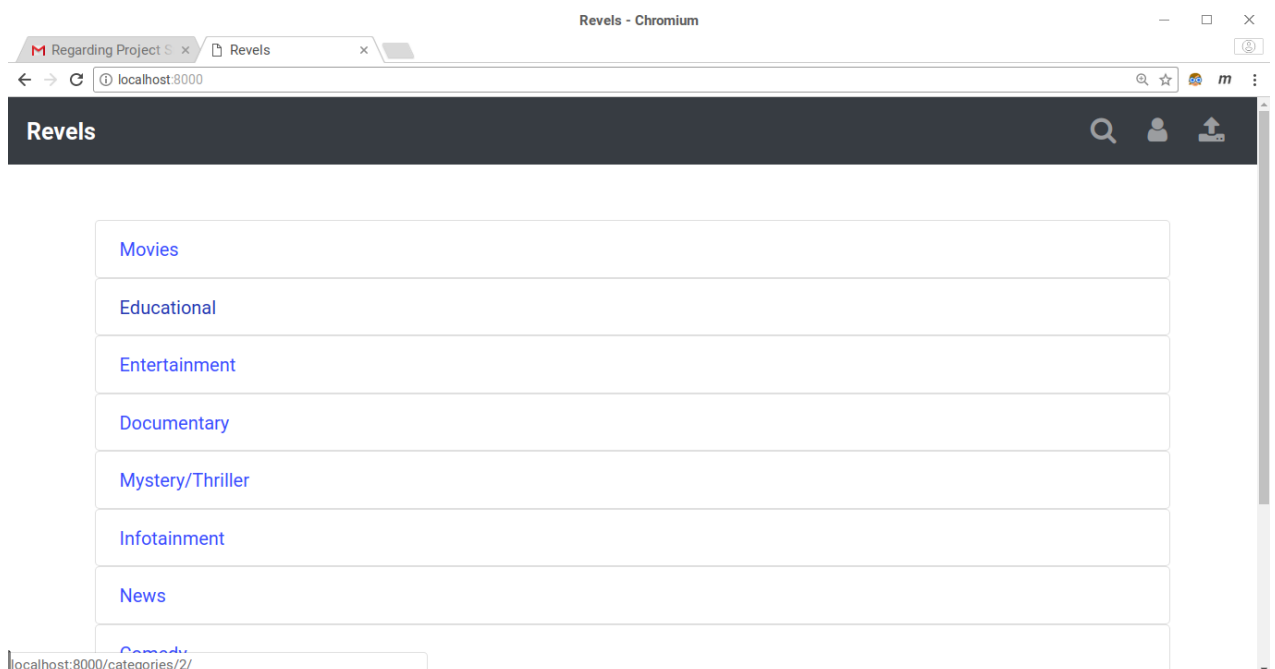 Revels - Chromium
Regarding Project S
Revels
localhost:8000
m
Revels
Movies
Educational
Entertainment
Documentary
Mystery/Thriller
Infotainment
News
Comedy
localhost:8000/categories/2/